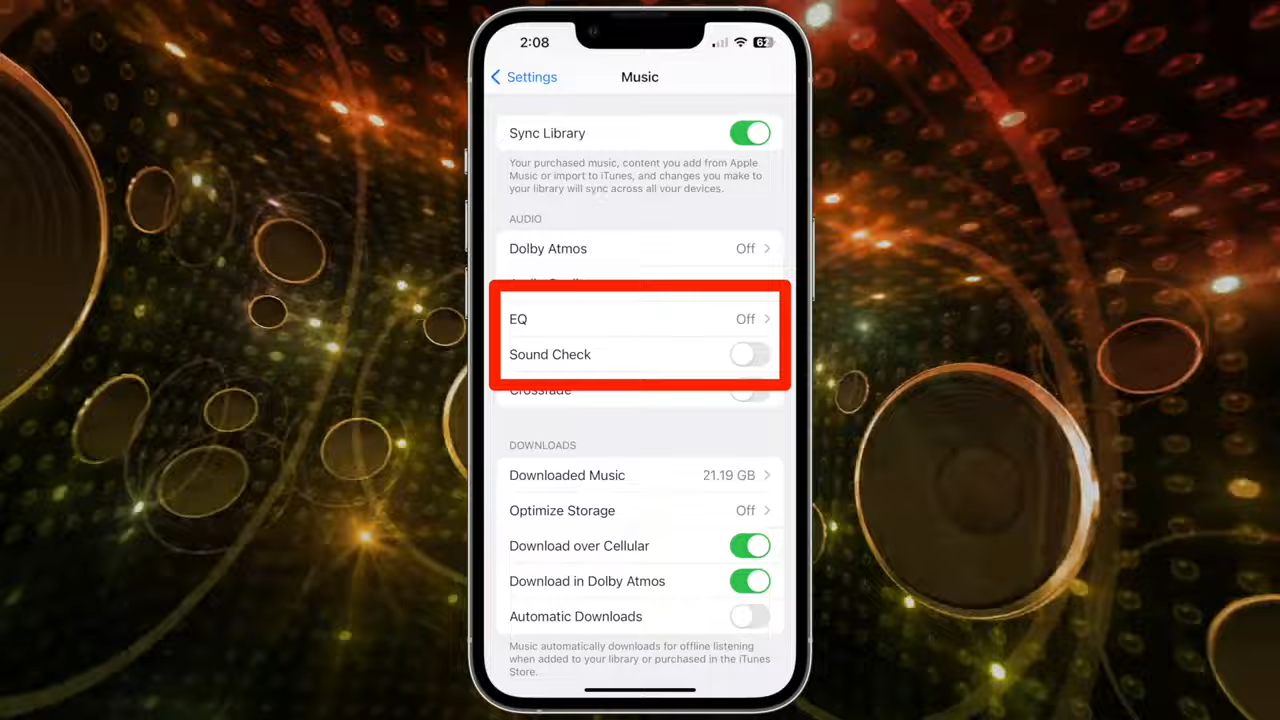 2:08
62
Settings
Music
Sync Library
Your purchased music, content you add from Apple
Music or import to iTunes, and changes you make to
your library will sync across all your devices.
AUDIO
Dolby Atmos
Off
EQ
Off
Sound Check
Crossfade
DOWNLOADS
Downloaded Music
21.19 GB
Optimize Storage
Off
Download over Cellular
Download in Dolby Atmos
Automatic Downloads
Music automatically downloads for offline listening
when added to your library or purchased in the iTunes
Store.